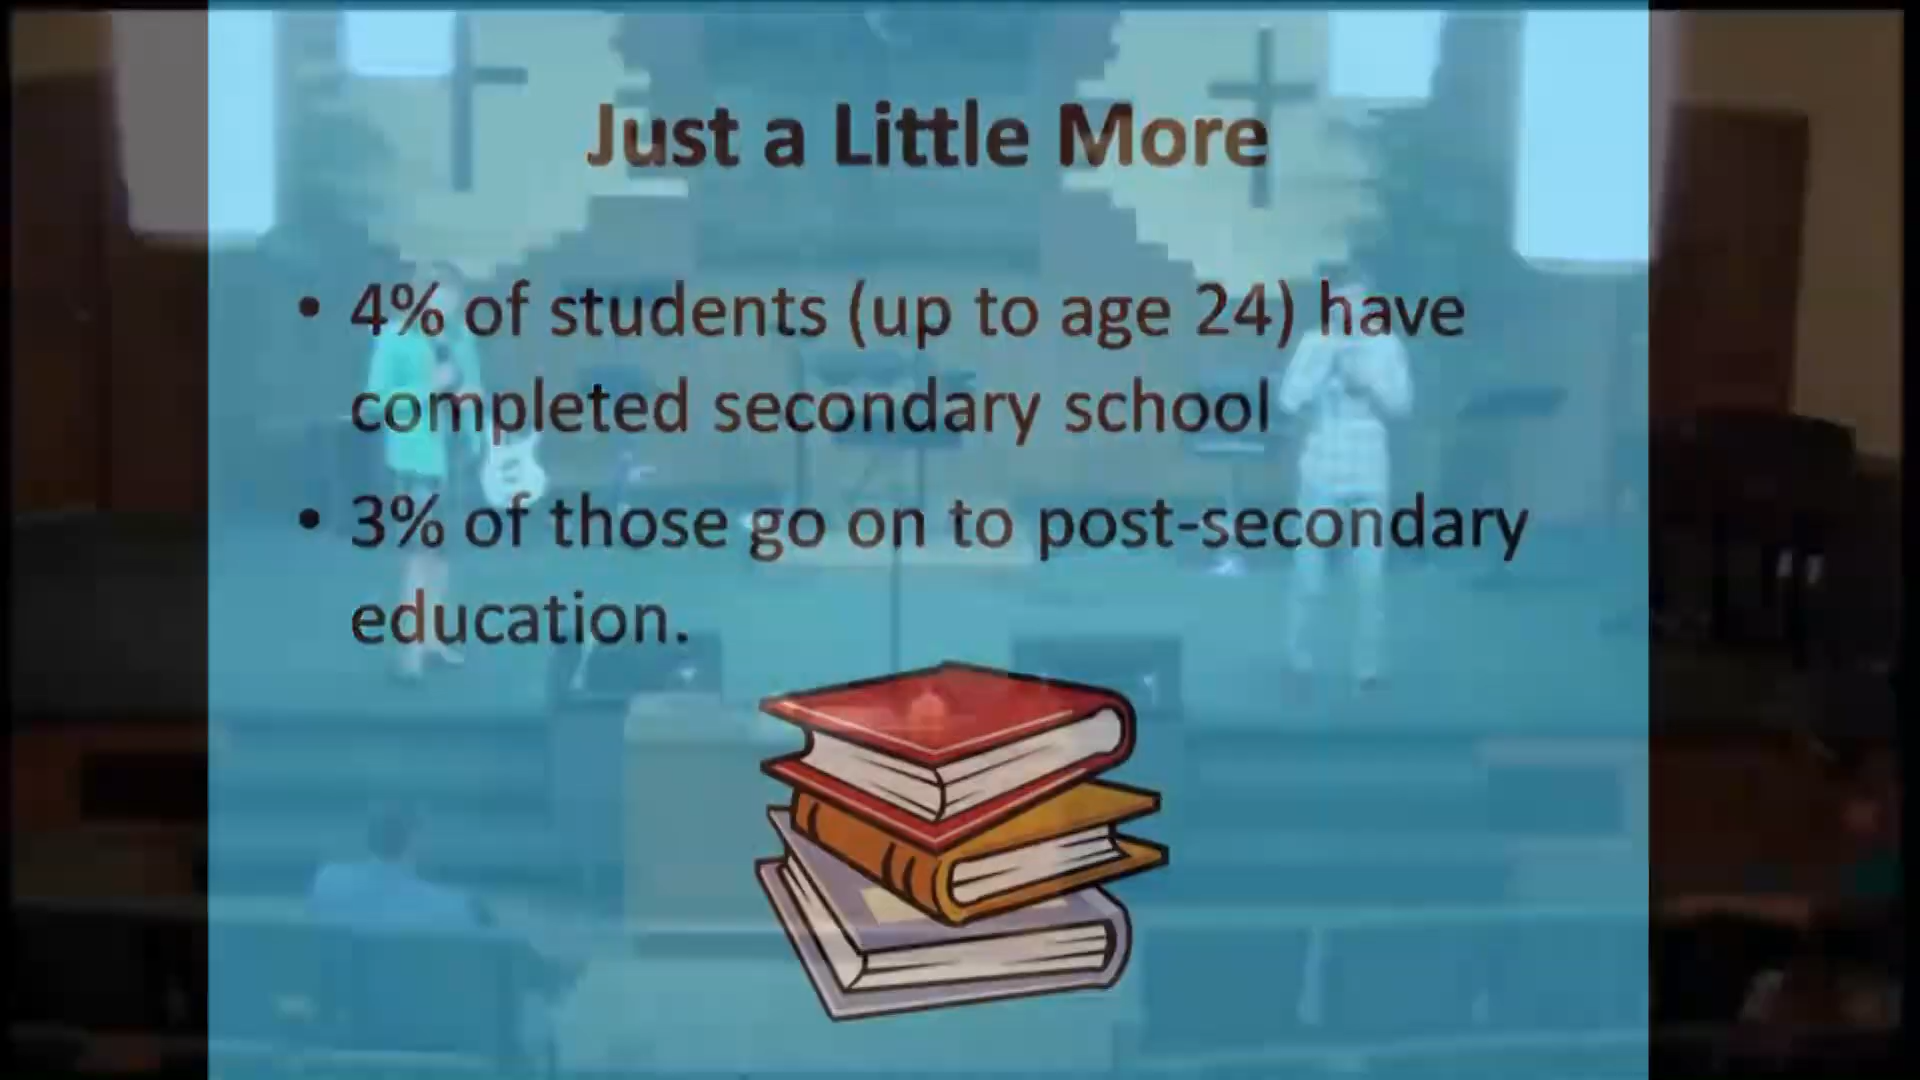 Just a Little More
• 4% of students (up to age 24) have
completed secondary school
• 3% of those go on to post-secondary
education.